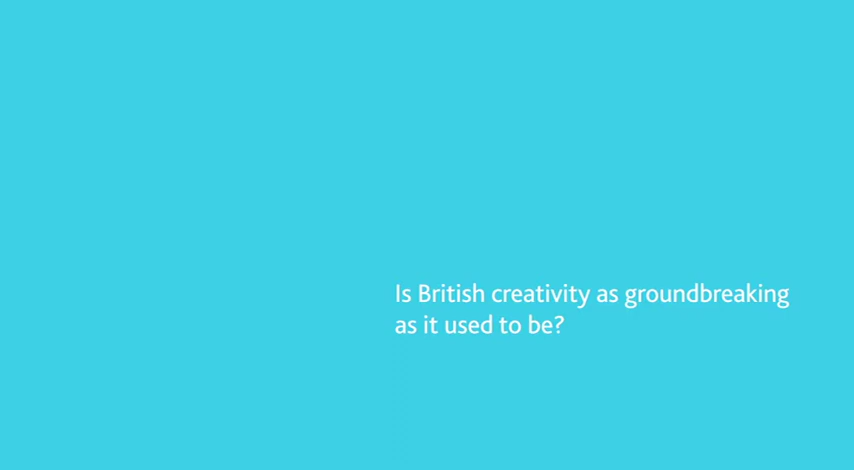 Is British creativity as groundbreaking
as it used to be?